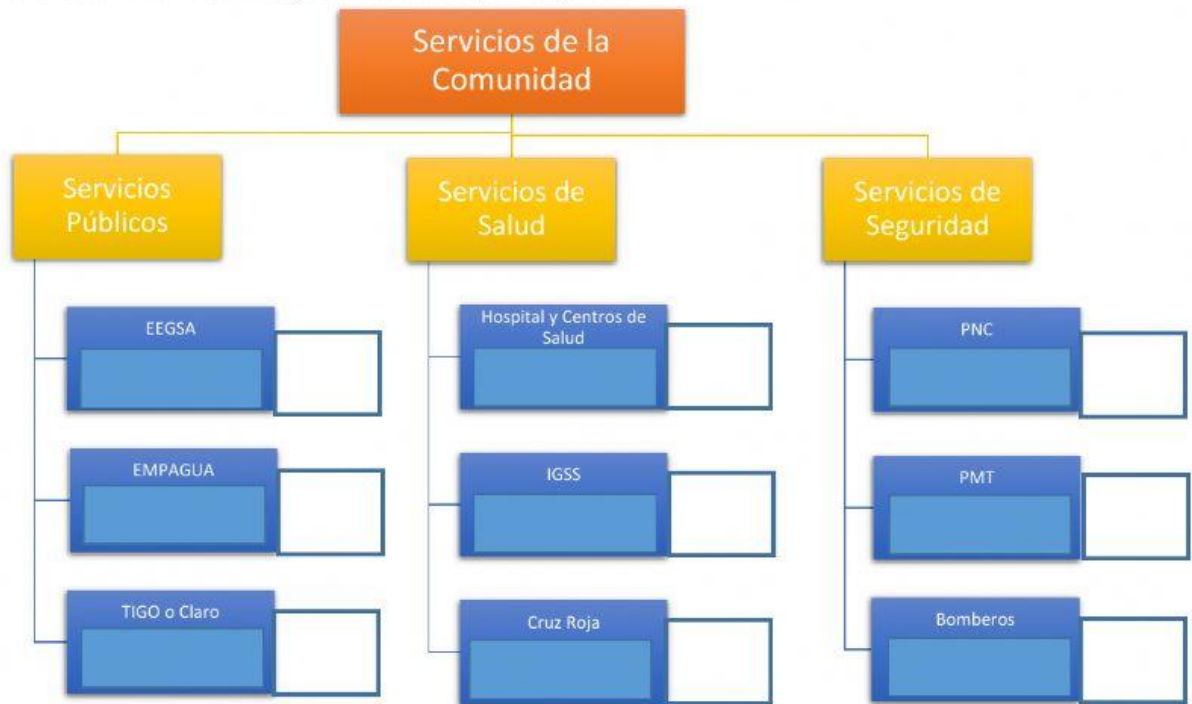 Servicios de la
Comunidad
Servicios
Públicos
Servicios de
Salud
Servicios de
Seguridad
EEGSA
Hospital y Centros de
Salud
PNC
EMPAGUA
IGSS
PMT
TIGO o Claro
Cruz Roja
Bomberos